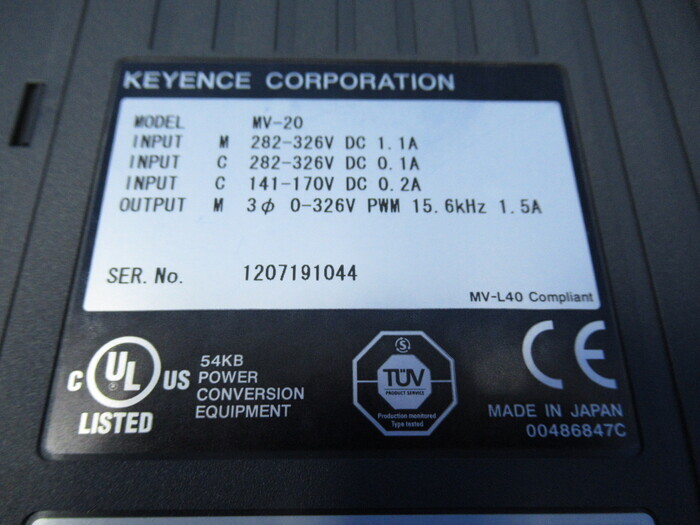 KEYENCE CORPORATION
MODEL MV-20
INPUT M 282-326V DC 1.1A
INPUT C 282-326V DC 0.1A
INPUT C 141-170V DC 0.2A
OUTPUT M 3φ 0-326V PWM 15.6kHz 1.5A
SER. No. 1207191044
MV-L40 Compliant
C UL US
LISTED
54KB
POWER
CONVERSION
EQUIPMENT
S
TÜV
PRODUCT SERVICE
Production monitored
Type tested
CE
MADE IN JAPAN
00486847C